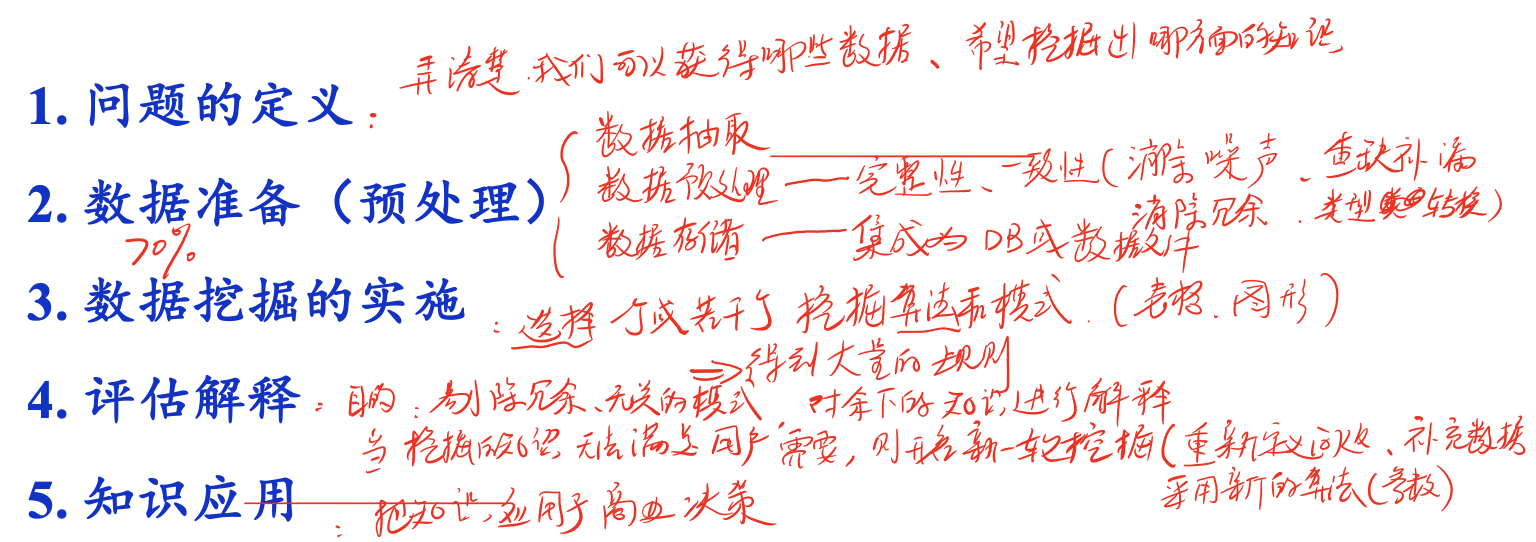 弄清楚.我们可以获得哪些数据、希望挖掘出哪方面的知识
1. 问题的定义：
数据抽取
2. 数据准备（预处理） 数据预处理 —— 完整性、一致性(消除噪声、重缺补漏
70% 消除冗余、类型转换)
数据存储 —— 集成为DB或数据文件
3. 数据挖掘的实施：选择一个或若干个挖掘算法和模式.(表格.图形)
=>得到大量的规则
4. 评估解释：目的：剔除冗余、无关的模式，对余下的知识进行解释
当挖掘的知识无法满足用户需要，则形成新一轮挖掘(重新定义问题、补充数据
采用新的算法(参数)
5. 知识应用：把知识应用于商业决策